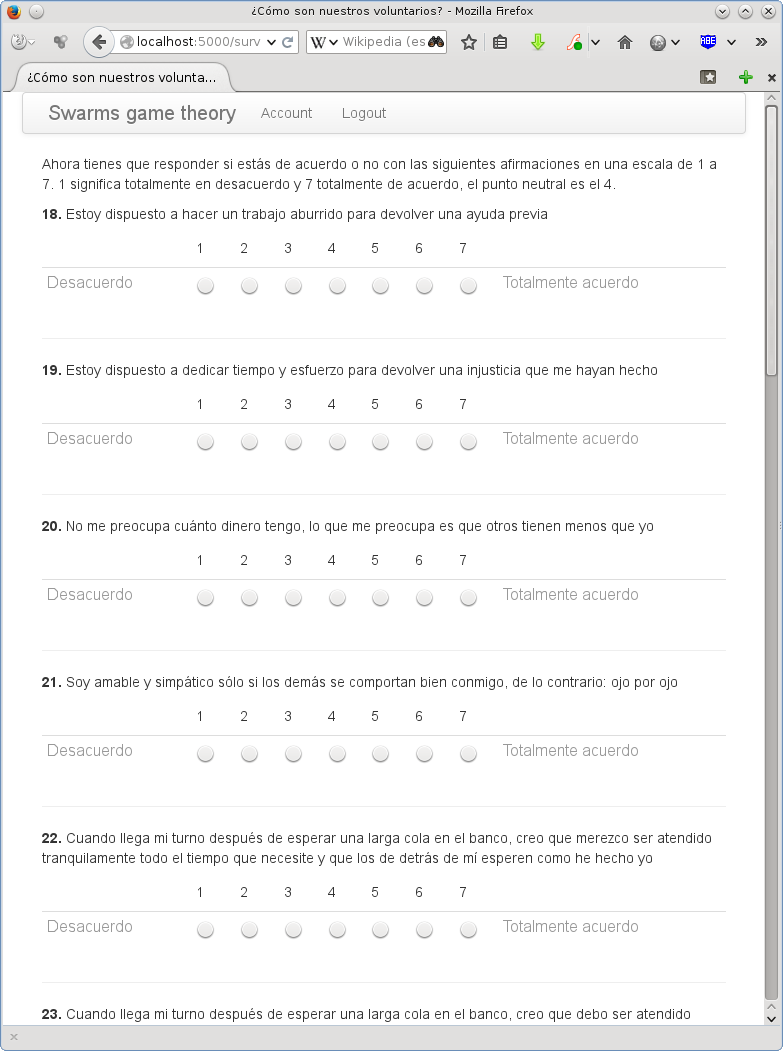 ¿Cómo son nuestros voluntarios? - Mozilla Firefox
localhost:5000/surv
W Wikipedia (es
ABE
¿Cómo son nuestros volunta...
Swarms game theory Account Logout
Ahora tienes que responder si estás de acuerdo o no con las siguientes afirmaciones en una escala de 1 a
7. 1 significa totalmente en desacuerdo y 7 totalmente de acuerdo, el punto neutral es el 4.
18. Estoy dispuesto a hacer un trabajo aburrido para devolver una ayuda previa
1 2 3 4 5 6 7
Desacuerdo Totalmente acuerdo
19. Estoy dispuesto a dedicar tiempo y esfuerzo para devolver una injusticia que me hayan hecho
1 2 3 4 5 6 7
Desacuerdo Totalmente acuerdo
20. No me preocupa cuánto dinero tengo, lo que me preocupa es que otros tienen menos que yo
1 2 3 4 5 6 7
Desacuerdo Totalmente acuerdo
21. Soy amable y simpático sólo si los demás se comportan bien conmigo, de lo contrario: ojo por ojo
1 2 3 4 5 6 7
Desacuerdo Totalmente acuerdo
22. Cuando llega mi turno después de esperar una larga cola en el banco, creo que merezco ser atendido
tranquilamente todo el tiempo que necesite y que los de detrás de mí esperen como he hecho yo
1 2 3 4 5 6 7
Desacuerdo Totalmente acuerdo
23. Cuando llega mi turno después de esperar una larga cola en el banco, creo que debo ser atendido